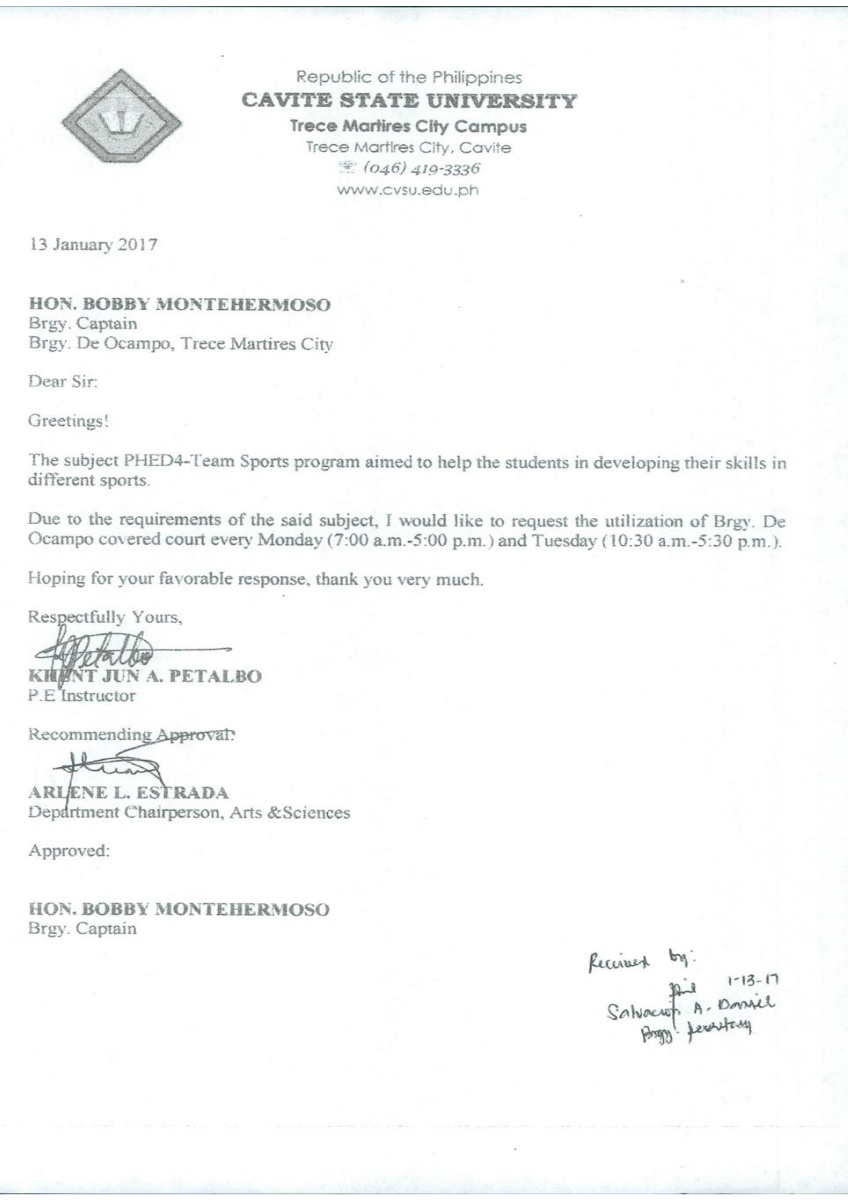 Republic of the Philippines
CAVITE STATE UNIVERSITY
Trece Martires City Campus
Trece Martires City, Cavite
☎ (046) 419-3336
www.cvsu.edu.ph
13 January 2017
HON. BOBBY MONTEHERMOSO
Brgy. Captain
Brgy. De Ocampo, Trece Martires City
Dear Sir:
Greetings!
The subject PHED4-Team Sports program aimed to help the students in developing their skills in
different sports.
Due to the requirements of the said subject, I would like to request the utilization of Brgy. De
Ocampo covered court every Monday (7:00 a.m.-5:00 p.m.) and Tuesday (10:30 a.m.-5:30 p.m.).
Hoping for your favorable response, thank you very much.
Respectfully Yours,
Petalbo
KHENT JUN A. PETALBO
P.E Instructor
Recommending Approval:
ARLENE L. ESTRADA
Department Chairperson, Arts &Sciences
Approved:
HON. BOBBY MONTEHERMOSO
Brgy. Captain
Received by:
1-13-17
Salvacion A. Daniel
Brgy. Secretary